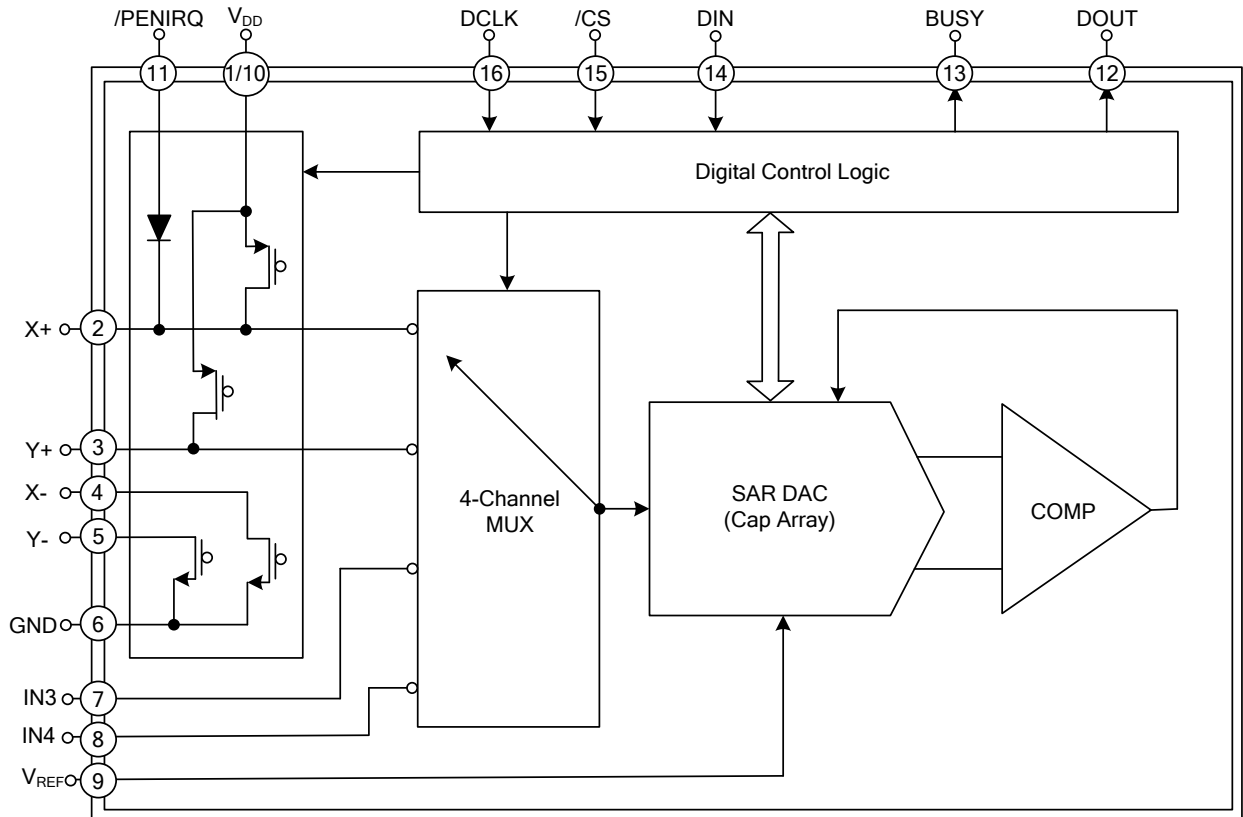 /PENIRQ
VDD
DCLK
/CS
DIN
BUSY
DOUT
11
1/10
16
15
14
13
12
Digital Control Logic
X+
2
Y+
3
X-
4
Y-
5
GND
6
IN3
7
IN4
8
VREF
9
4-Channel
MUX
SAR DAC
(Cap Array)
COMP